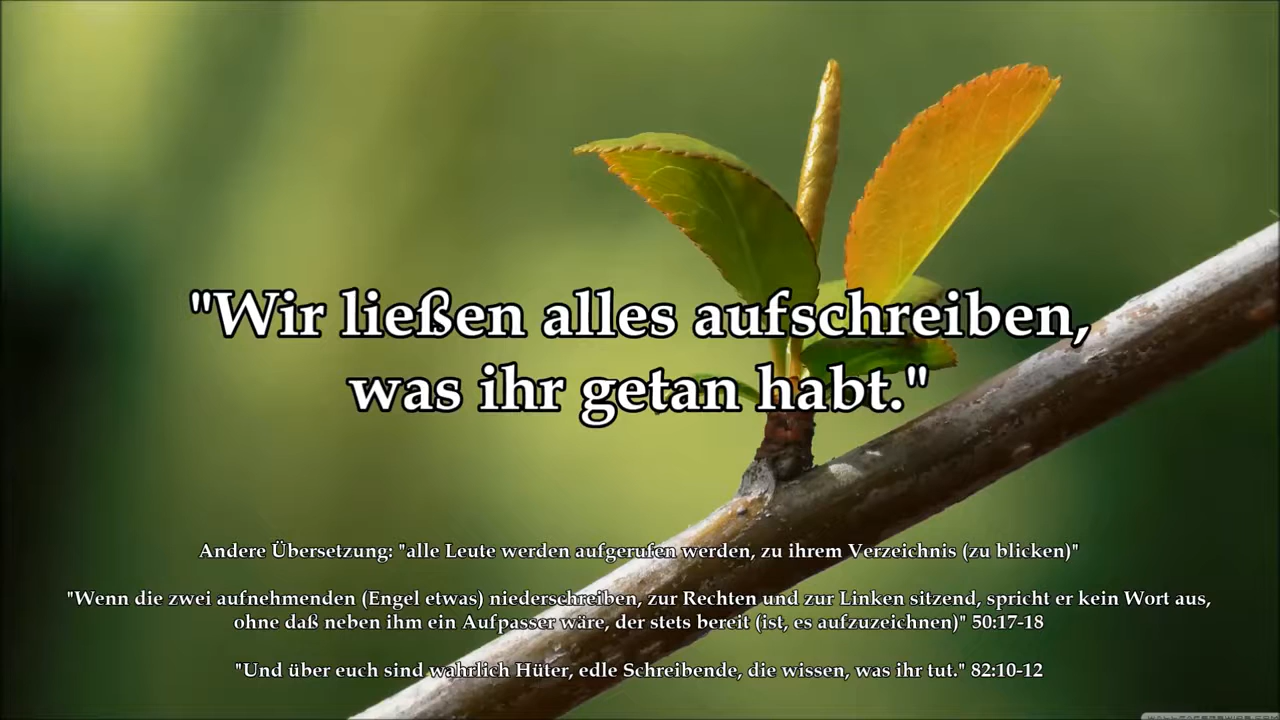 "Wir ließen alles aufschreiben,
was ihr getan habt."
Andere Übersetzung: "alle Leute werden aufgerufen werden, zu ihrem Verzeichnis (zu blicken)"
"Wenn die zwei aufnehmenden (Engel etwas) niederschreiben, zur Rechten und zur Linken sitzend, spricht er kein Wort aus,
ohne daß neben ihm ein Aufpasser wäre, der stets bereit (ist, es aufzuzeichnen)" 50:17-18
"Und über euch sind wahrlich Hüter, edle Schreibende, die wissen, was ihr tut." 82:10-12